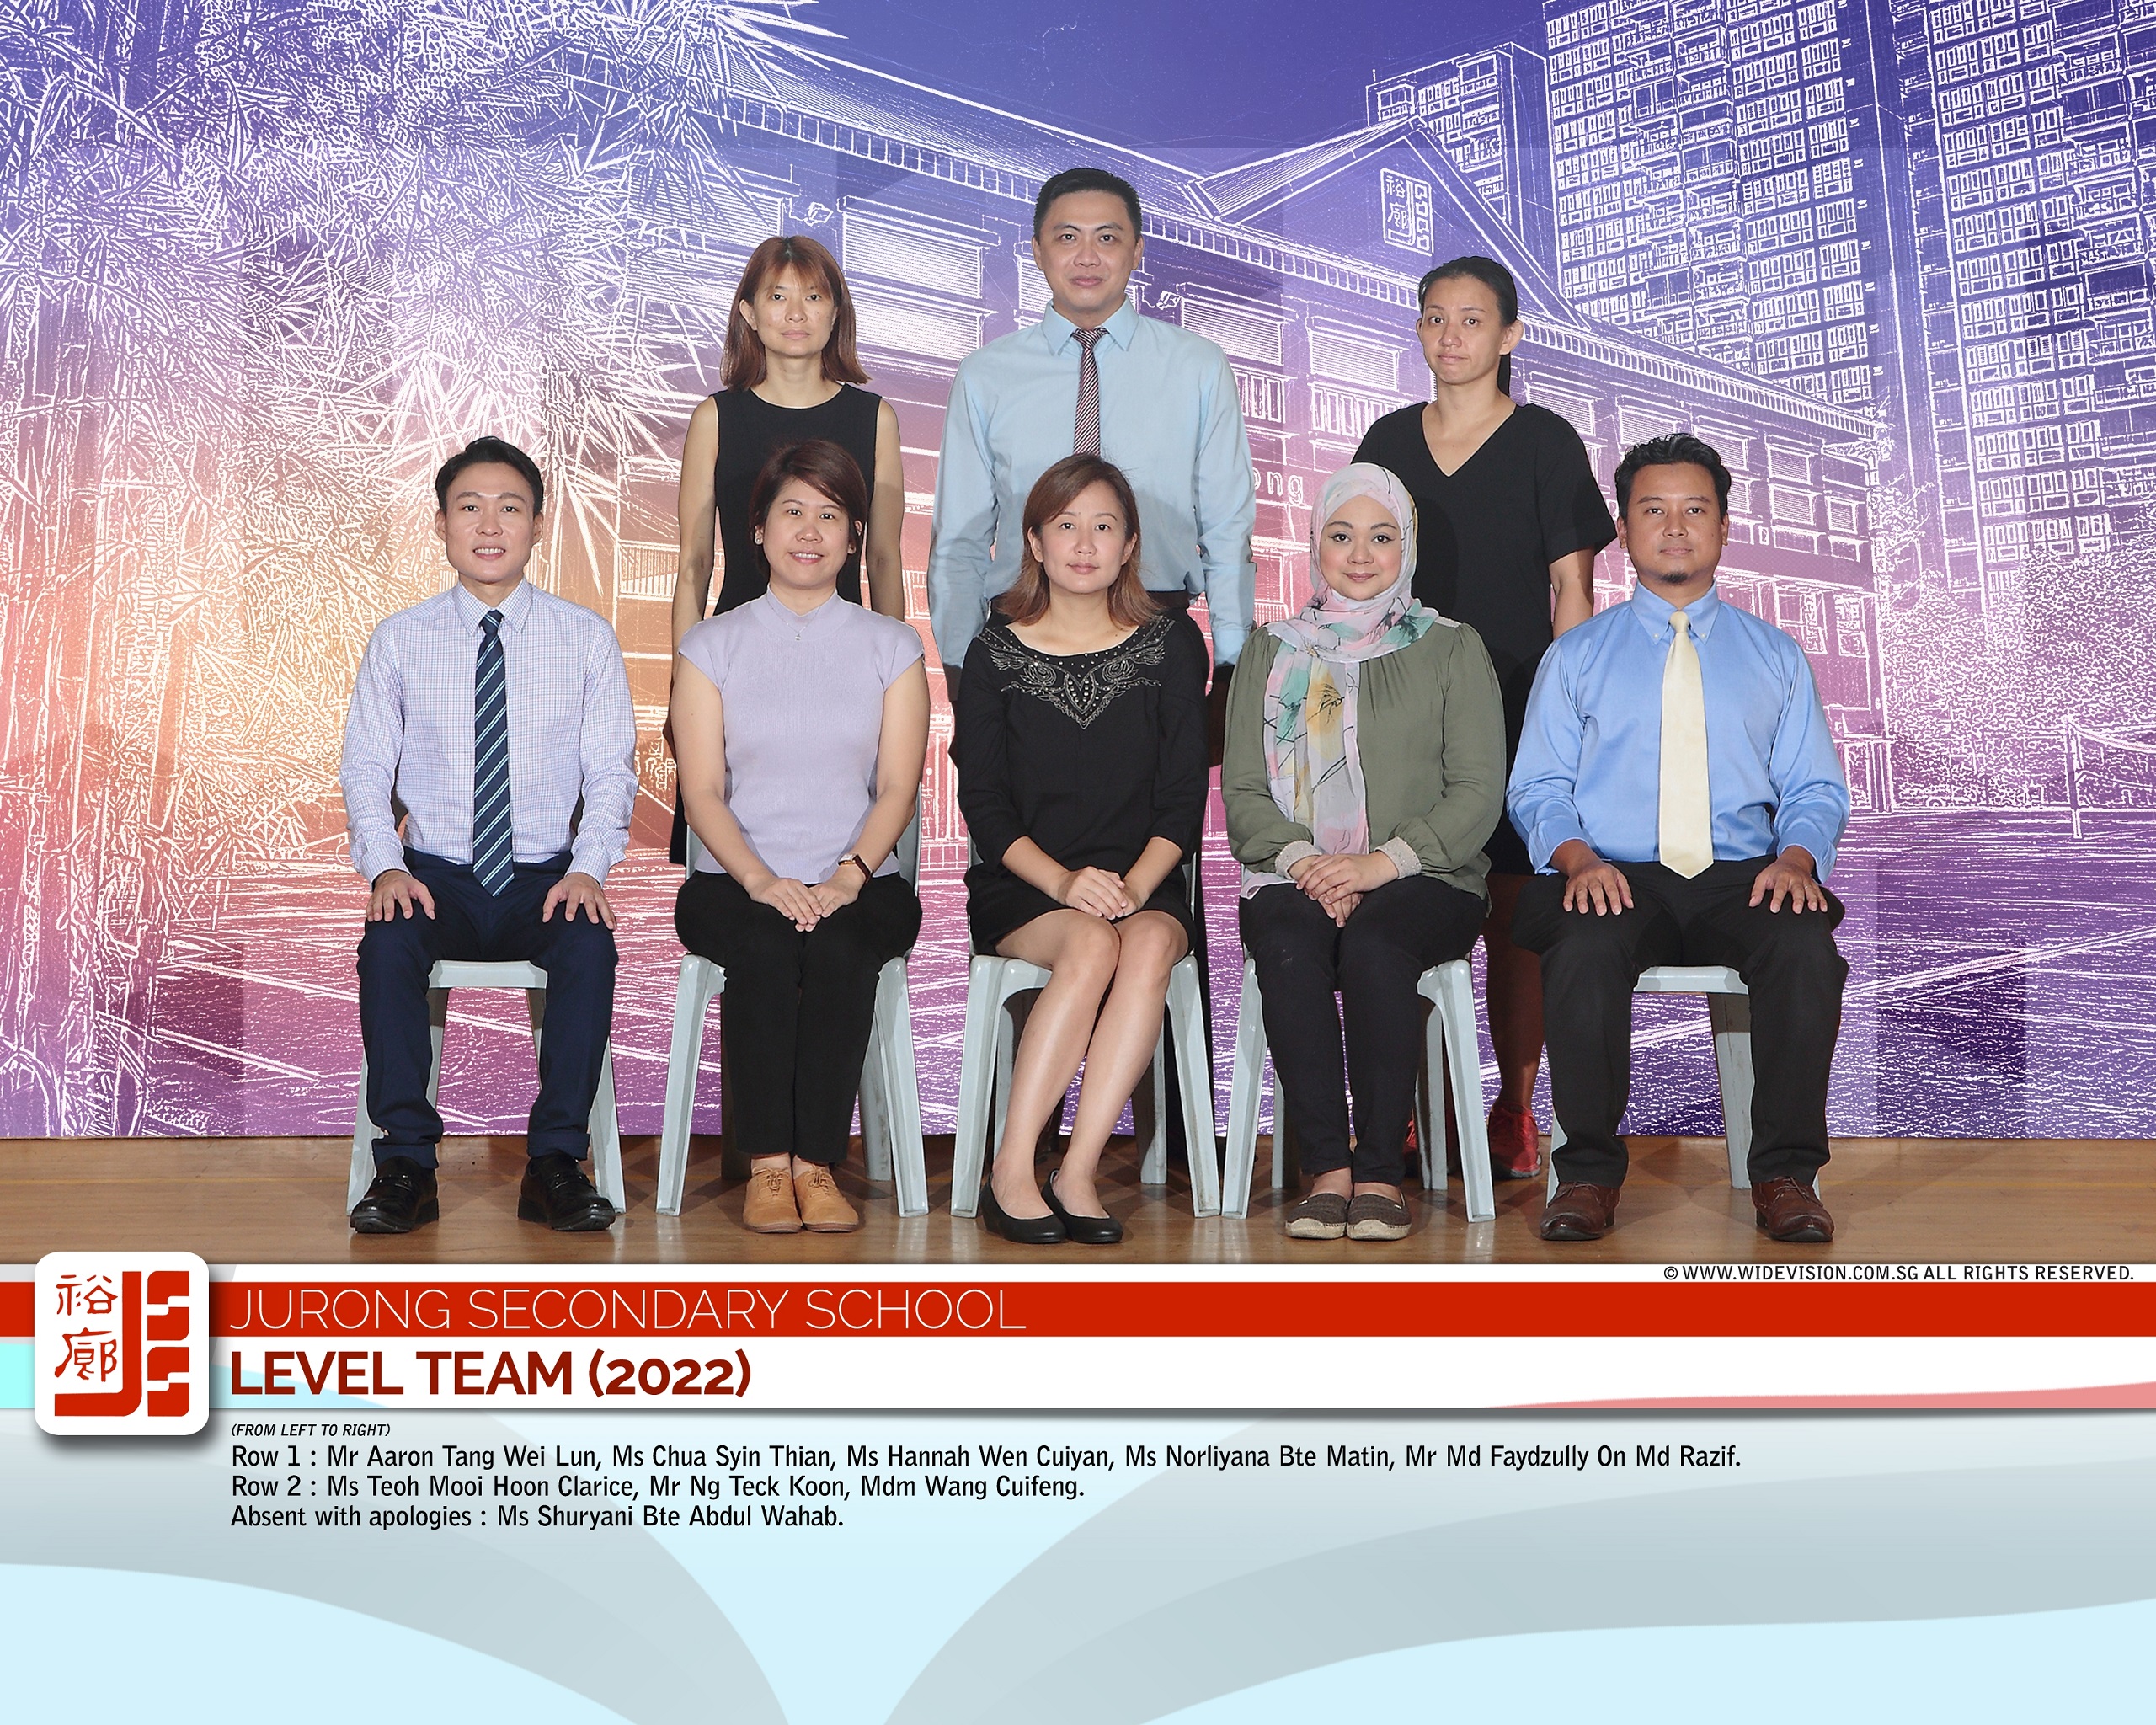 裕
廊
ong
© WWW.WIDEVISION.COM.SG ALL RIGHTS RESERVED.
裕
廊
JURONG SECONDARY SCHOOL
LEVEL TEAM (2022)
(FROM LEFT TO RIGHT)
Row 1 : Mr Aaron Tang Wei Lun, Ms Chua Syin Thian, Ms Hannah Wen Cuiyan, Ms Norliyana Bte Matin, Mr Md Faydzully On Md Razif.
Row 2 : Ms Teoh Mooi Hoon Clarice, Mr Ng Teck Koon, Mdm Wang Cuifeng.
Absent with apologies : Ms Shuryani Bte Abdul Wahab.